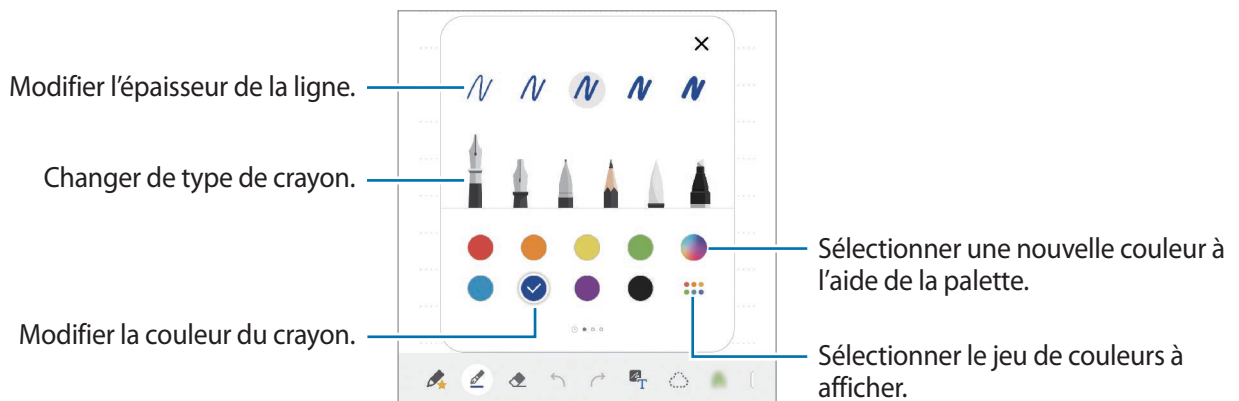 Modifier l'épaisseur de la ligne.
Changer de type de crayon.
Modifier la couleur du crayon.
Sélectionner une nouvelle couleur à
l'aide de la palette.
Sélectionner le jeu de couleurs à
afficher.
T